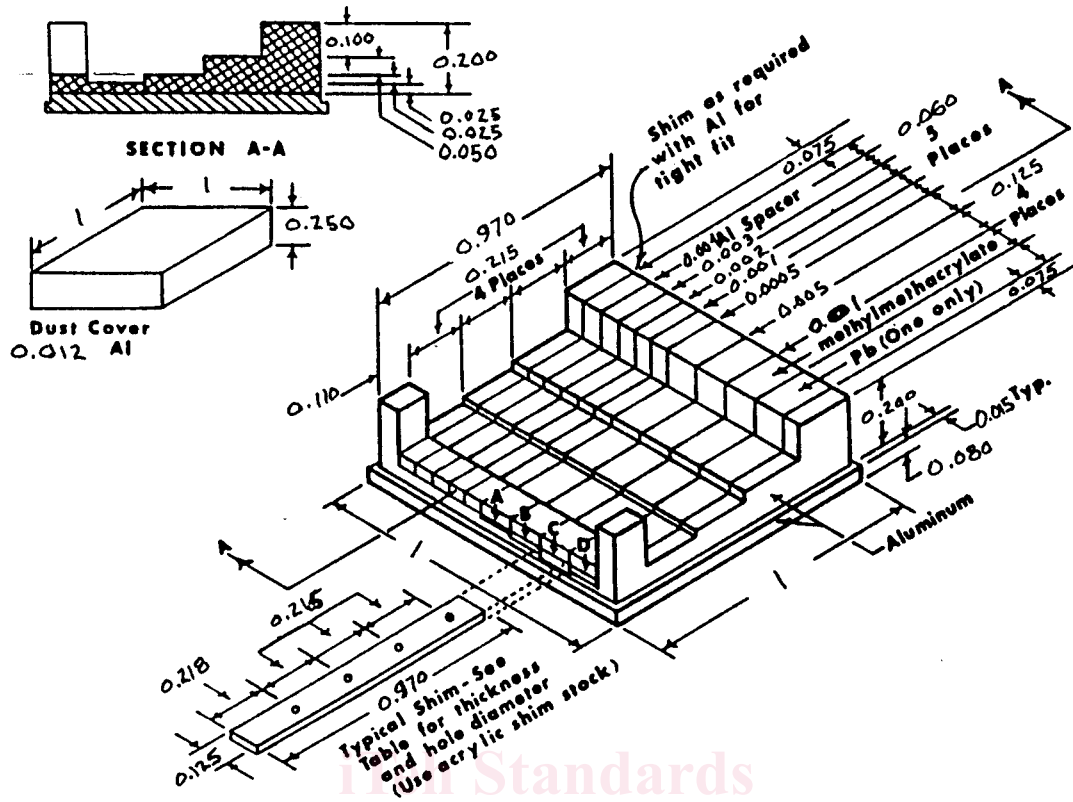 0.100
0.200
0.025
0.025
0.050
SECTION A-A
1
1
0.250
Dust Cover
0.012 Al
Shim as required
with Al for
tight fit
0.075
0.060
5
Places
A
0.125
4
Places
0.970
0.215
4 Places
0.110
Al Spacer
0.003
0.002
0.001
0.0005
0.005
methylmethacrylate
Pb (One only)
0.075
0.200
0.015 Typ.
0.080
Aluminum
A
B
C
D
A
1
1
0.215
0.218
0.970
0.125
Typical Shim-See
Table for thickness
and hole diameter
(Use acrylic shim stock)
iTeh Standards